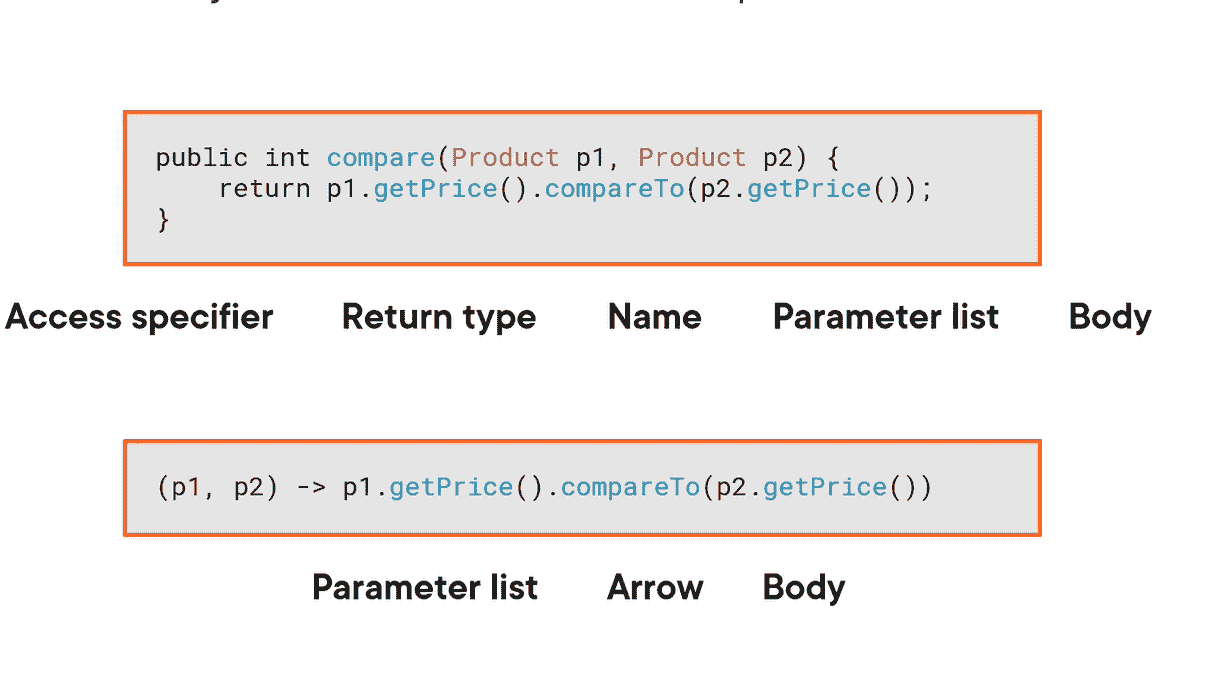 public int compare(Product p1, Product p2) {
    return p1.getPrice().compareTo(p2.getPrice());
}
Access specifier Return type Name Parameter list Body
(p1, p2) -> p1.getPrice().compareTo(p2.getPrice())
Parameter list Arrow Body